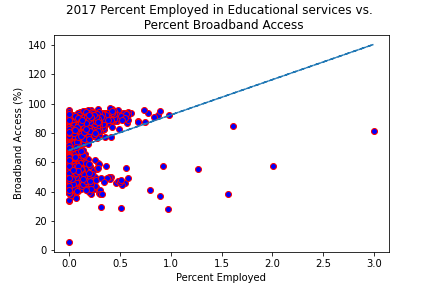 2017 Percent Employed in Educational services vs.
Percent Broadband Access
140
120
100
80
60
40
20
0
Broadband Access (%)
0.0 0.5 1.0 1.5 2.0 2.5 3.0
Percent Employed